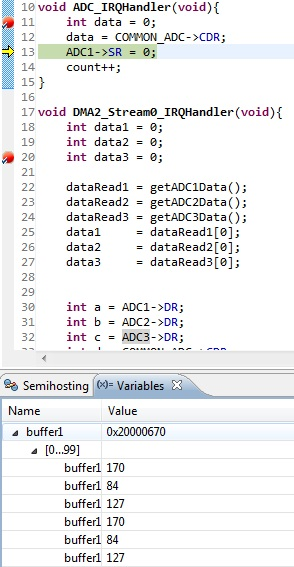 10 void ADC_IRQHandler(void){
11 int data = 0;
12 data = COMMON_ADC->CDR;
13 ADC1->SR = 0;
14 count++;
15 }
16
17 void DMA2_Stream0_IRQHandler(void){
18 int data1 = 0;
19 int data2 = 0;
20 int data3 = 0;
21
22 dataRead1 = getADC1Data();
23 dataRead2 = getADC2Data();
24 dataRead3 = getADC3Data();
25 data1 = dataRead1[0];
26 data2 = dataRead2[0];
27 data3 = dataRead3[0];
28
29
30 int a = ADC1->DR;
31 int b = ADC2->DR;
32 int c = ADC3->DR;
Semihosting (x)= Variables
Name Value
buffer1 0x20000670
[0...99]
buffer1 170
buffer1 84
buffer1 127
buffer1 170
buffer1 84
buffer1 127